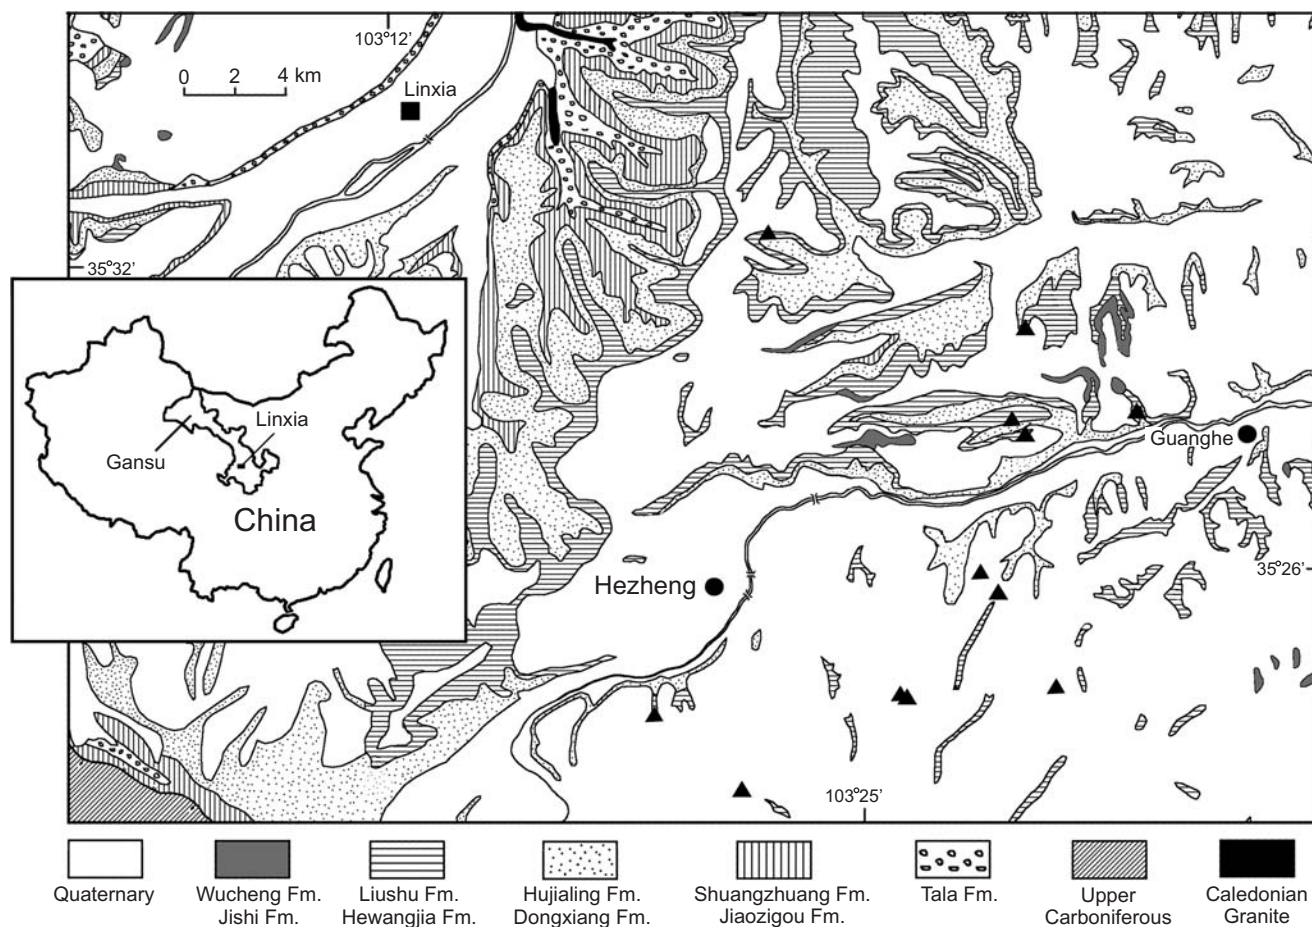 103°12’
0 2 4 km
Linxia
35°32’
Linxia
Gansu
China
Guanghe
Hezheng
35°26’
103°25’
Quaternary
Wucheng Fm.
Jishi Fm.
Liushu Fm.
Hewangjia Fm.
Hujialing Fm.
Dongxiang Fm.
Shuangzhuang Fm.
Jiaozigou Fm.
Tala Fm.
Upper
Carboniferous
Caledonian
Granite